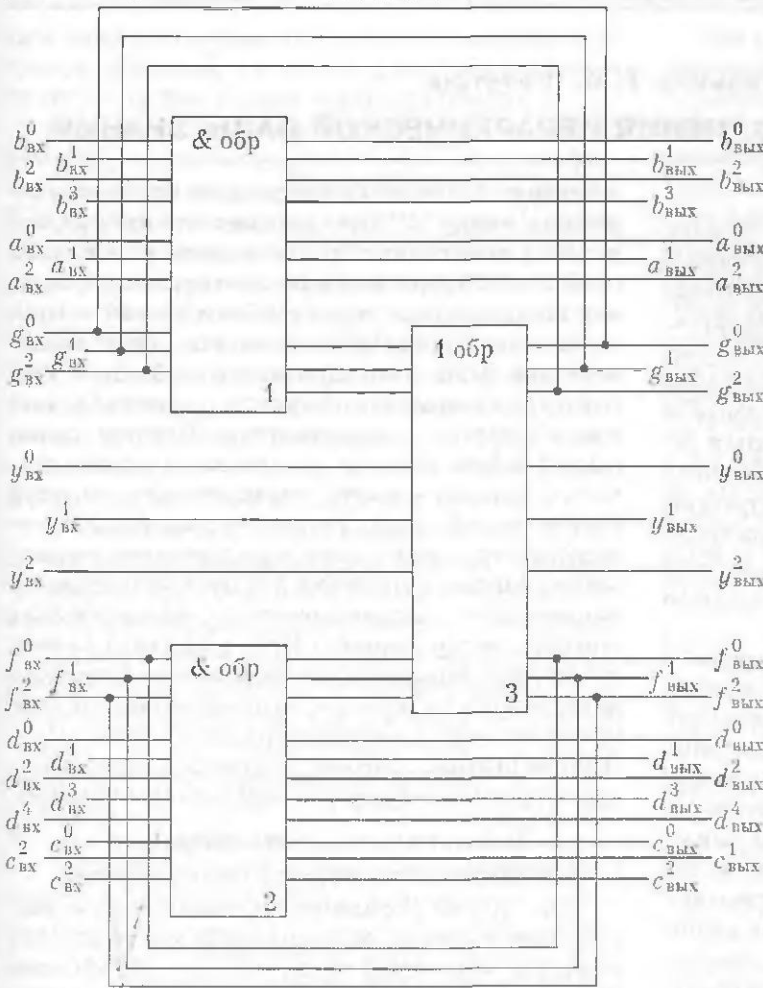 & обр
b⁰вх b⁰вых
b¹вх b¹вых
b²вх b²вых
b³вх b³вых
a⁰вх a⁰вых
a¹вх a¹вых
a²вх a²вых
g⁰вх 1 обр g⁰вых
g¹вх g¹вых
g²вх g²вых
1
y⁰вх y⁰вых
y¹вх y¹вых
y²вх y²вых
f⁰вх & обр f⁰вых
f¹вх f¹вых
f²вх 3 f²вых
d⁰вх d⁰вых
d¹вх d¹вых
d²вх d²вых
d³вх d³вых
d⁴вх d⁴вых
c⁰вх c⁰вых
c²вх c¹вых
c²вх c²вых
2